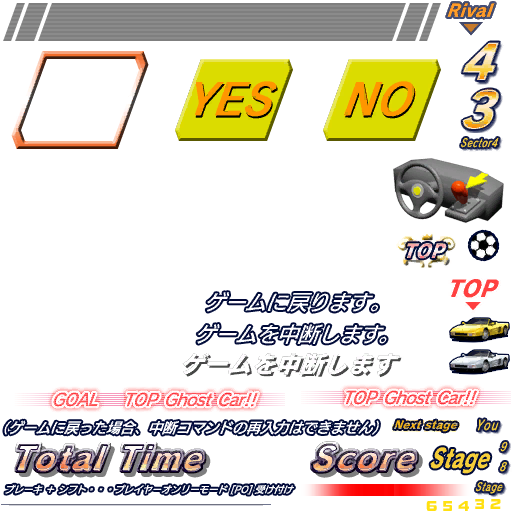 Rival
4
3
YES NO
Sector4
TOP
TOP
ゲームに戻ります。
ゲームを中断します。
ゲームを中断します
GOAL TOP Ghost Car!! TOP Ghost Car!!
(ゲームに戻った場合、中断コマンドの再入力はできません) Next stage You
Total Time Score Stage 9
8
ブレーキ + シフト・・・プレイヤーオンリーモード [PO] 受け付け Stage
6 5 4 3 2